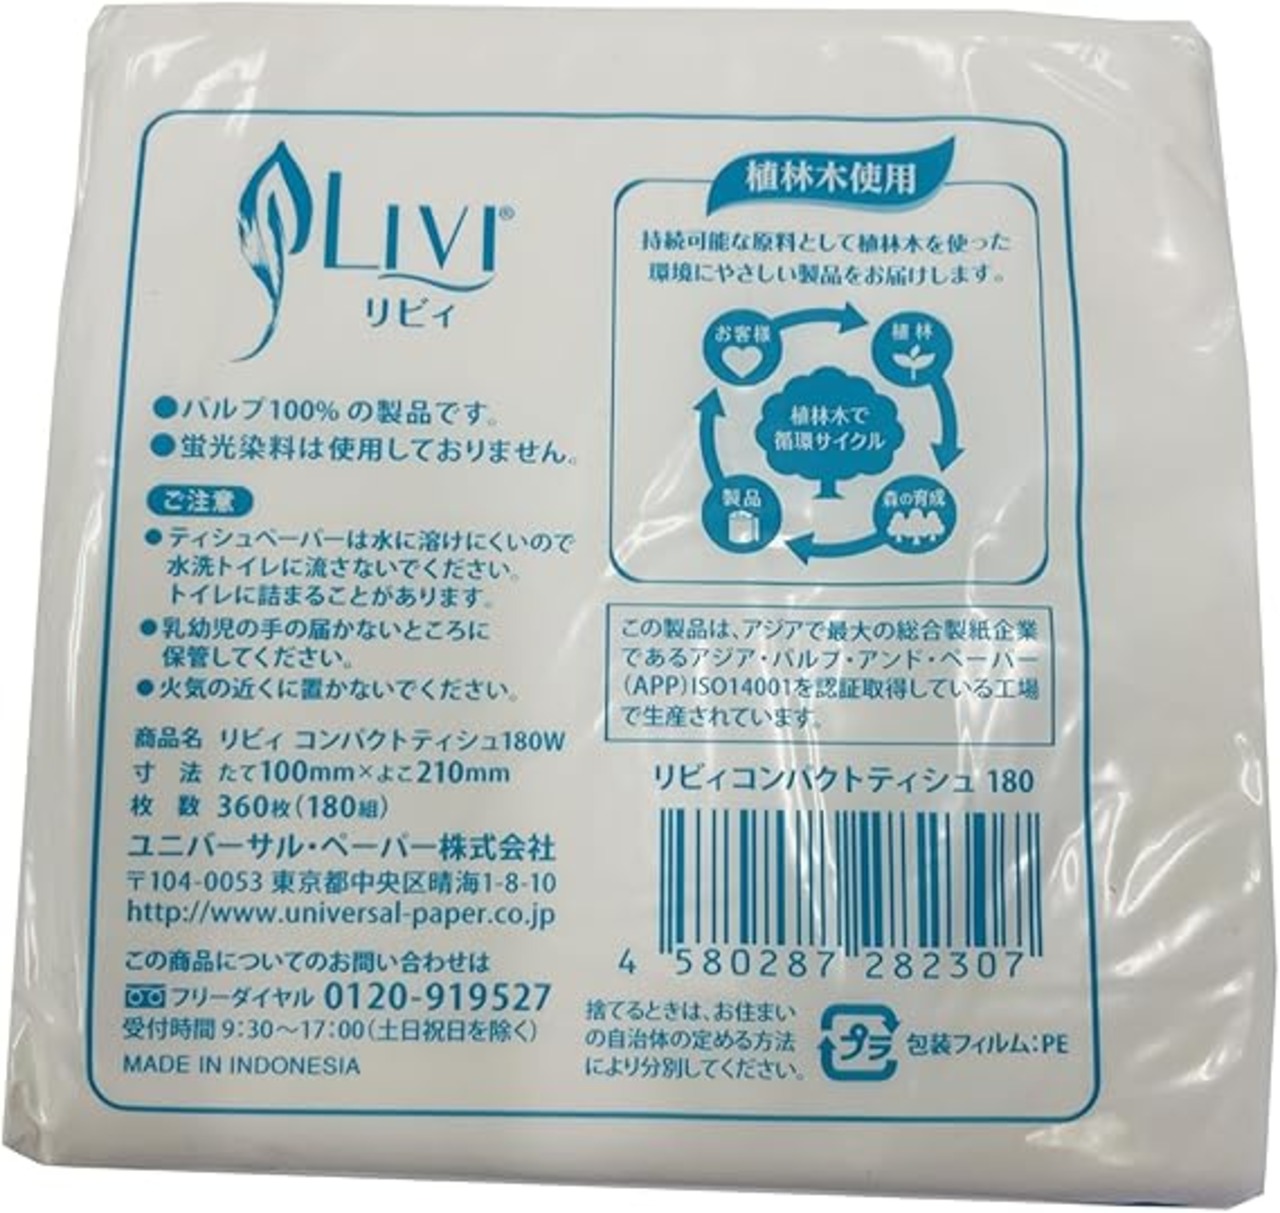 LIVI®
リビィ
●パルプ100%の製品です。
●蛍光染料は使用しておりません。
ご注意
●ティシュペーパーは水に溶けにくいので
水洗トイレに流さないでください。
トイレに詰まることがあります。
●乳幼児の手の届かないところに
保管してください。
●火気の近くに置かないでください。
商品名 リビィ コンパクトティシュ180W
寸 法 たて100mm×よこ210mm
枚 数 360枚(180組)
ユニバーサル・ペーパー株式会社
〒104-0053 東京都中央区晴海1-8-10
http://www.universal-paper.co.jp
この商品についてのお問い合わせは
フリーダイヤル 0120-919527
受付時間 9:30〜17:00(土日祝日を除く)
MADE IN INDONESIA
植林木使用
持続可能な原料として植林木を使った
環境にやさしい製品をお届けします。
お客様
植林
植林木で
循環サイクル
製品
森の育成
この製品は、アジアで最大の総合製紙企業
であるアジア・パルプ・アンド・ペーパー
(APP)ISO14001を認証取得している工場
で生産されています。
リビィコンパクトティシュ 180
4 580287 282307
捨てるときは、お住まい
の自治体の定める方法
により分別してください。
プラ
包装フィルム:PE